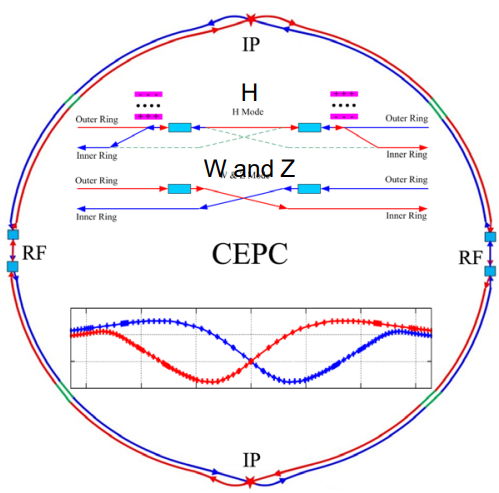 IP
H
H Mode
- - - -
+ + + +
Outer Ring
Outer Ring
Inner Ring
Inner Ring
W and Z
Outer Ring
Outer Ring
Inner Ring
Inner Ring
RF
CEPC
RF
IP